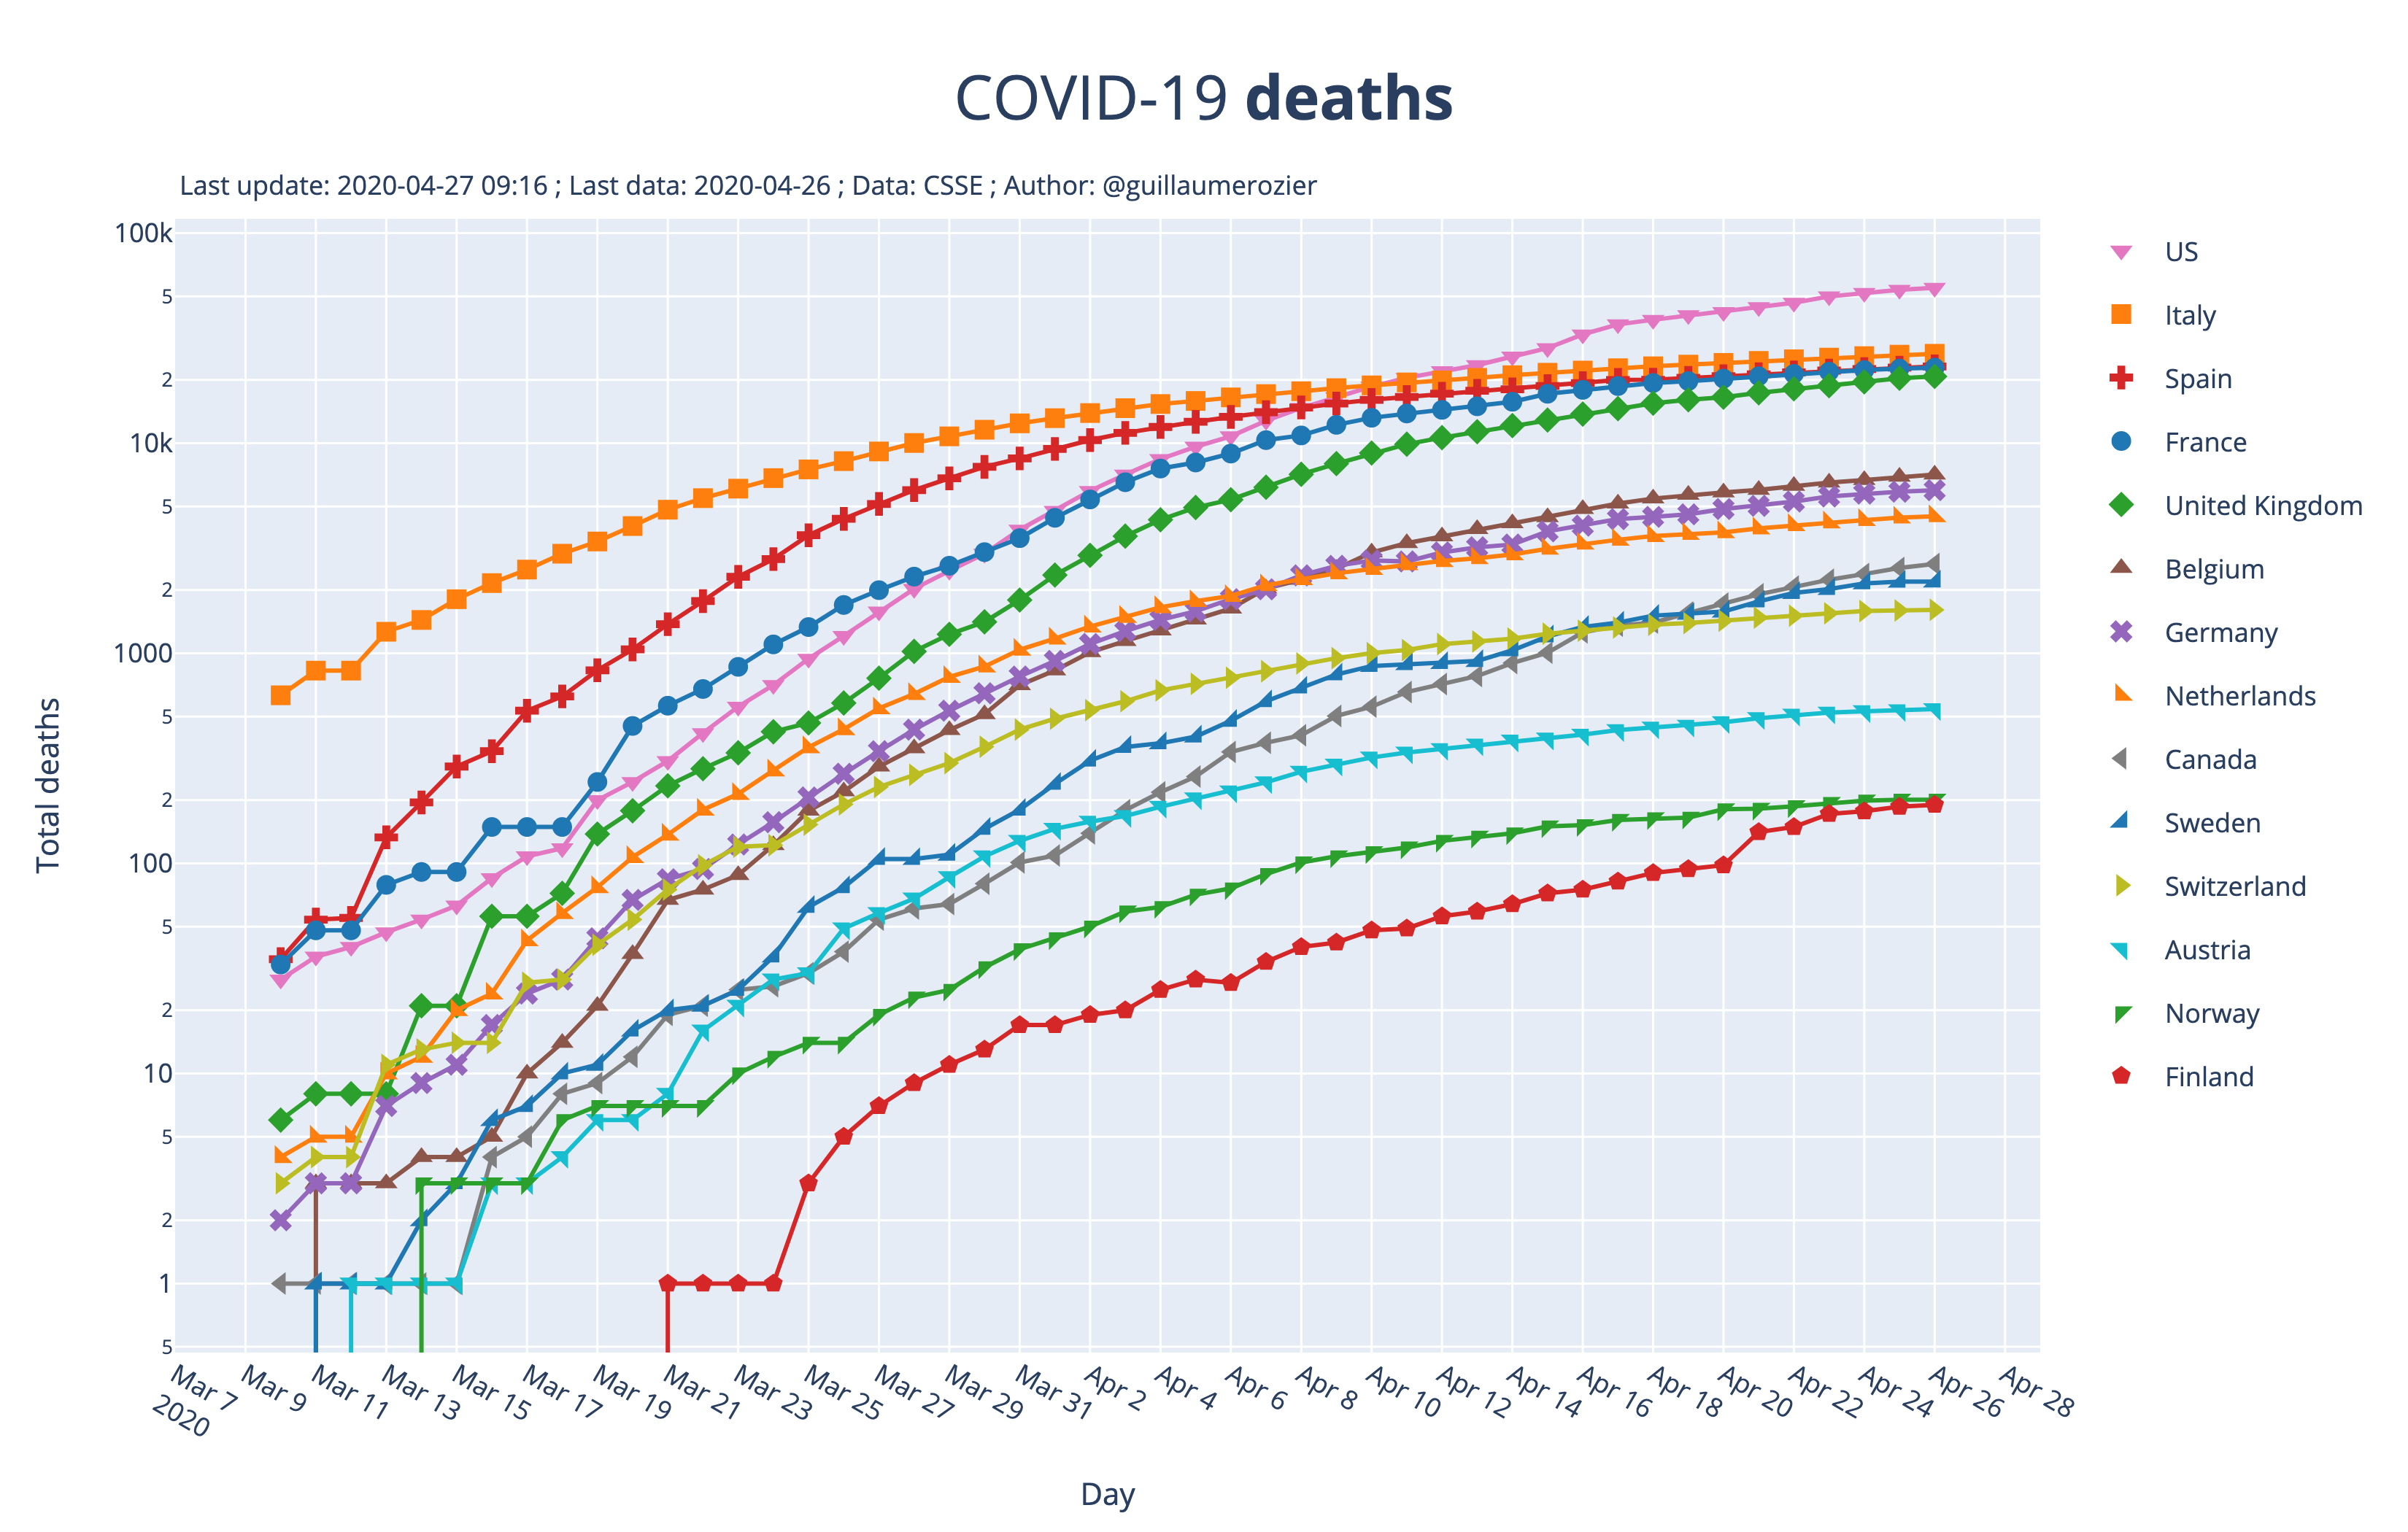 COVID-19 deaths
Last update: 2020-04-27 09:16 ; Last data: 2020-04-26 ; Data: CSSE ; Author: @guillaumerozier
100k
5
2
10k
5
2
1000
5
2
100
5
2
10
5
2
1
5
Total deaths
Mar 7
2020
Mar 9
Mar 11
Mar 13
Mar 15
Mar 17
Mar 19
Mar 21
Mar 23
Mar 25
Mar 27
Mar 29
Mar 31
Apr 2
Apr 4
Apr 6
Apr 8
Apr 10
Apr 12
Apr 14
Apr 16
Apr 18
Apr 20
Apr 22
Apr 24
Apr 26
Apr 28
Day
US
Italy
Spain
France
United Kingdom
Belgium
Germany
Netherlands
Canada
Sweden
Switzerland
Austria
Norway
Finland